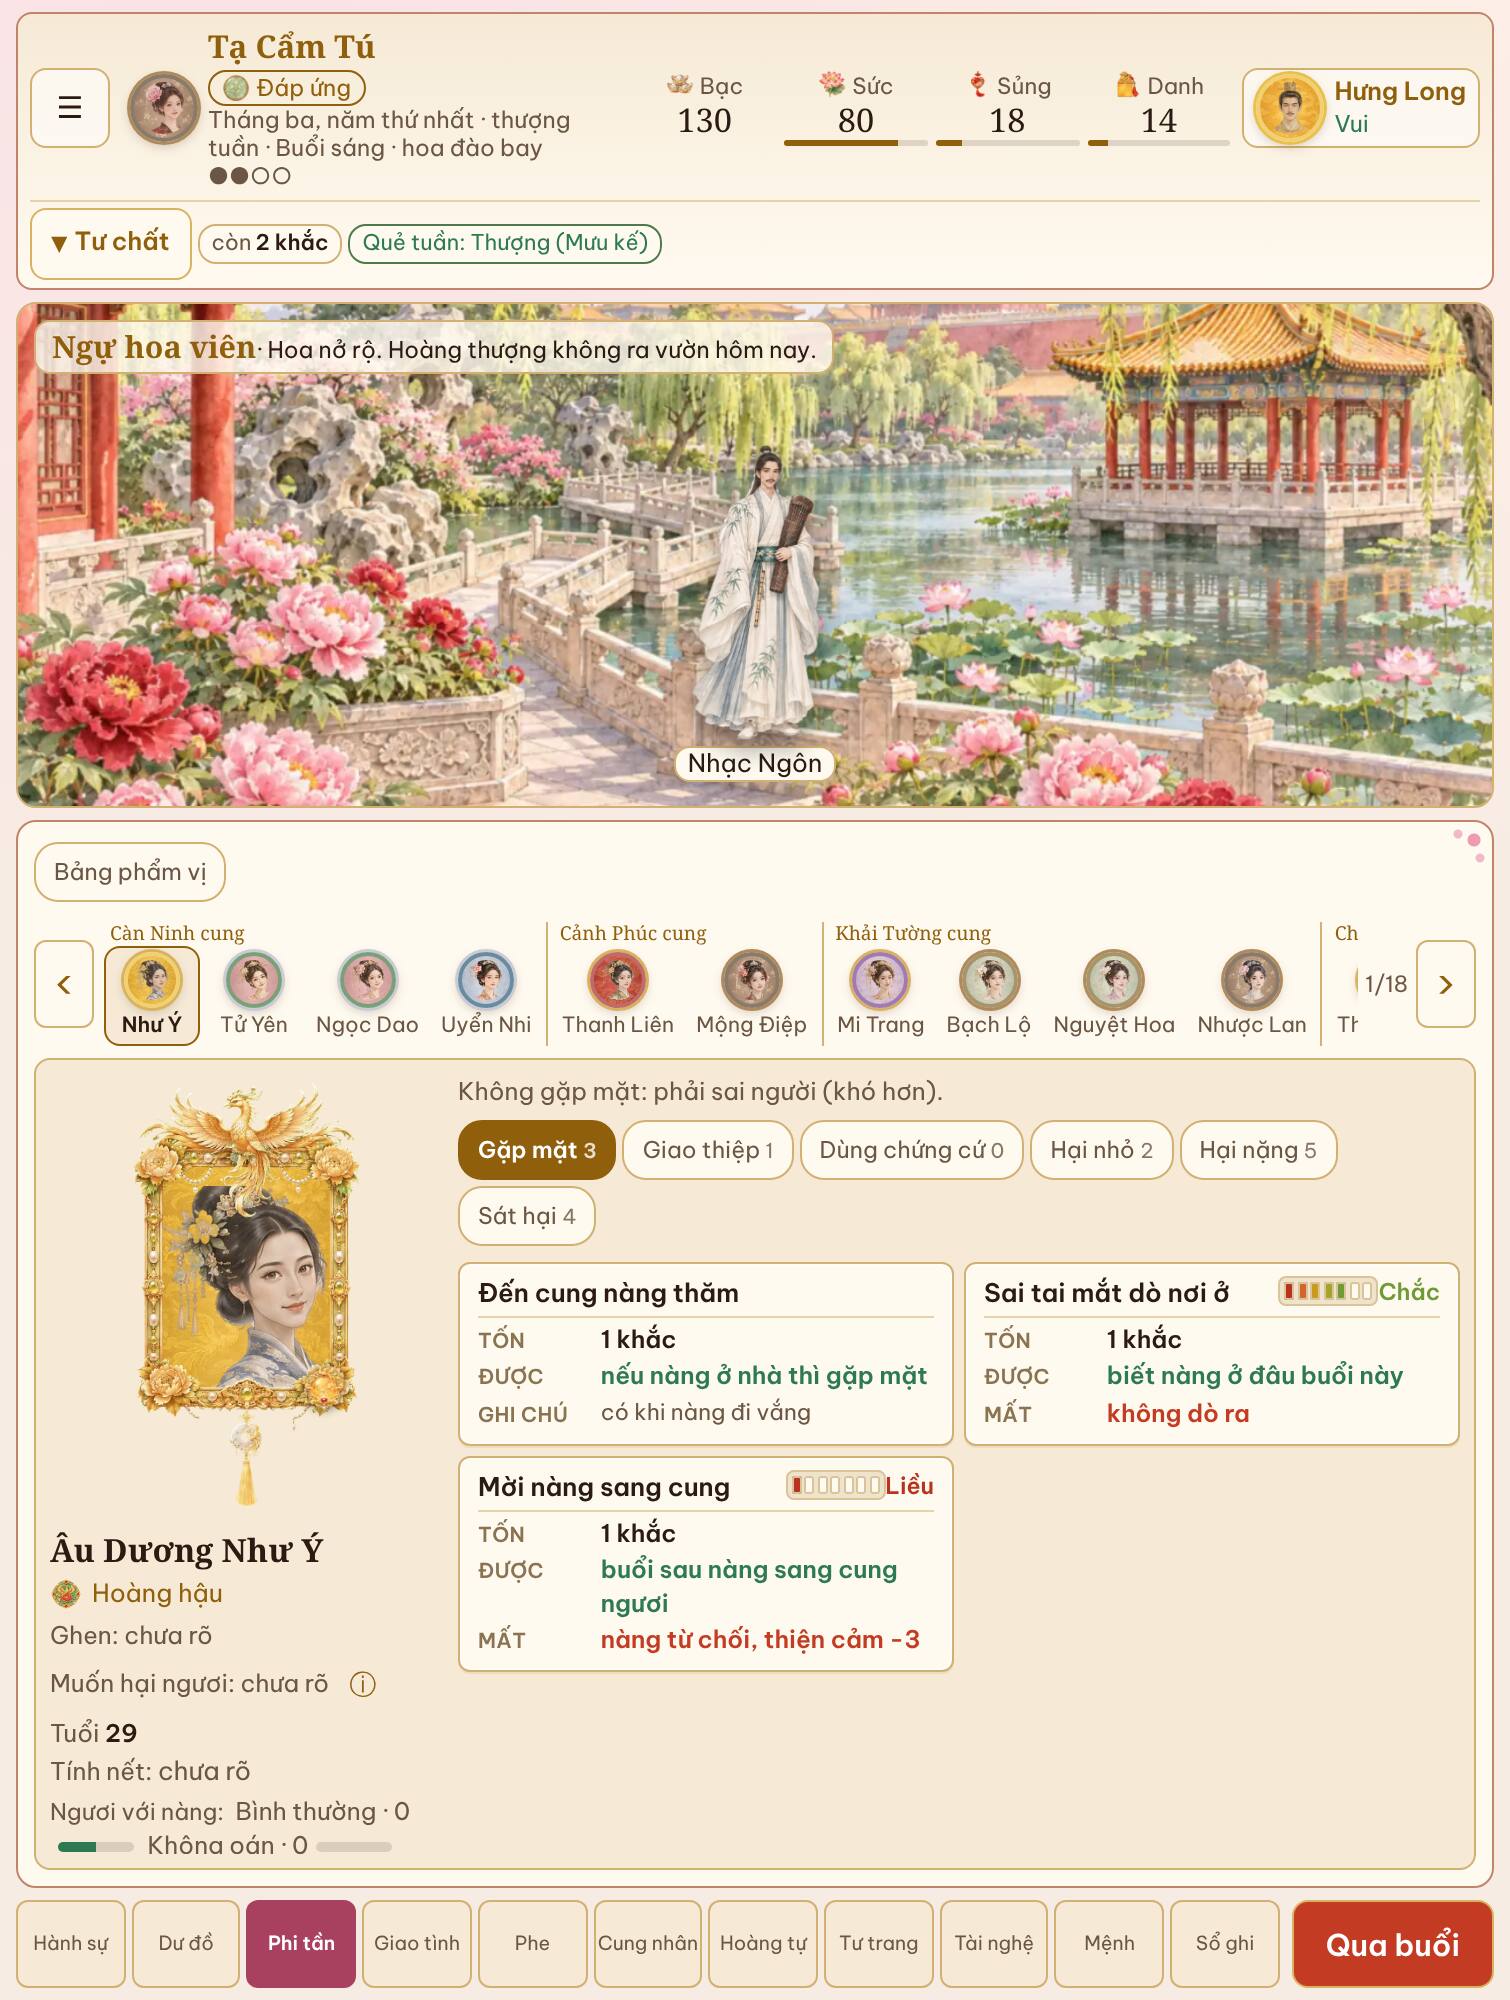 Tạ Cẩm Tú
Đáp ứng
Tháng ba, năm thứ nhất · thượng
tuần · Buổi sáng · hoa đào bay
Bạc
130
Sức
80
Sủng
18
Danh
14
Hưng Long
Vui
▼ Tư chất
còn 2 khắc
Quẻ tuần: Thượng (Mưu kế)
Ngự hoa viên · Hoa nở rộ. Hoàng thượng không ra vườn hôm nay.
Nhạc Ngôn
Bảng phẩm vị
Càn Ninh cung
Như Ý
Tử Yên
Ngọc Dao
Uyển Nhi
Cảnh Phúc cung
Thanh Liên
Mộng Điệp
Khải Tường cung
Mi Trang
Bạch Lộ
Nguyệt Hoa
Nhược Lan
Ch
Th
1/18
Âu Dương Như Ý
Hoàng hậu
Ghen: chưa rõ
Muốn hại ngươi: chưa rõ ⓘ
Tuổi 29
Tính nết: chưa rõ
Ngươi với nàng: Bình thường · 0
Không oán · 0
Không gặp mặt: phải sai người (khó hơn).
Gặp mặt 3
Giao thiệp 1
Dùng chứng cứ 0
Hại nhỏ 2
Hại nặng 5
Sát hại 4
Đến cung nàng thăm
TỐN 1 khắc
ĐƯỢC nếu nàng ở nhà thì gặp mặt
GHI CHÚ có khi nàng đi vắng
Sai tai mắt dò nơi ở Chắc
TỐN 1 khắc
ĐƯỢC biết nàng ở đâu buổi này
MẤT không dò ra
Mời nàng sang cung Liều
TỐN 1 khắc
ĐƯỢC buổi sau nàng sang cung
ngươi
MẤT nàng từ chối, thiện cảm -3
Hành sự
Dư đồ
Phi tần
Giao tình
Phe
Cung nhân
Hoàng tự
Tư trang
Tài nghệ
Mệnh
Sổ ghi
Qua buổi